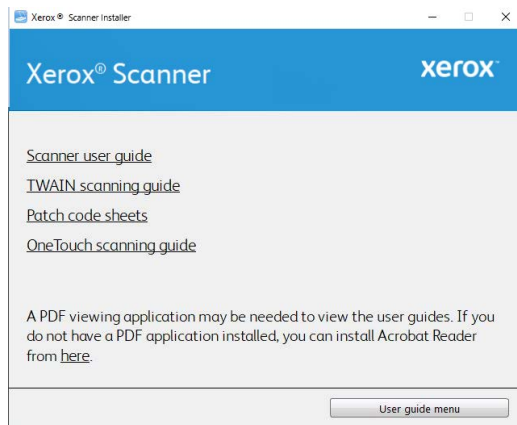 Xerox® Scanner Installer
Xerox® Scanner
xerox™
Scanner user guide
TWAIN scanning guide
Patch code sheets
OneTouch scanning guide
A PDF viewing application may be needed to view the user guides. If you
do not have a PDF application installed, you can install Acrobat Reader
from here.
User guide menu